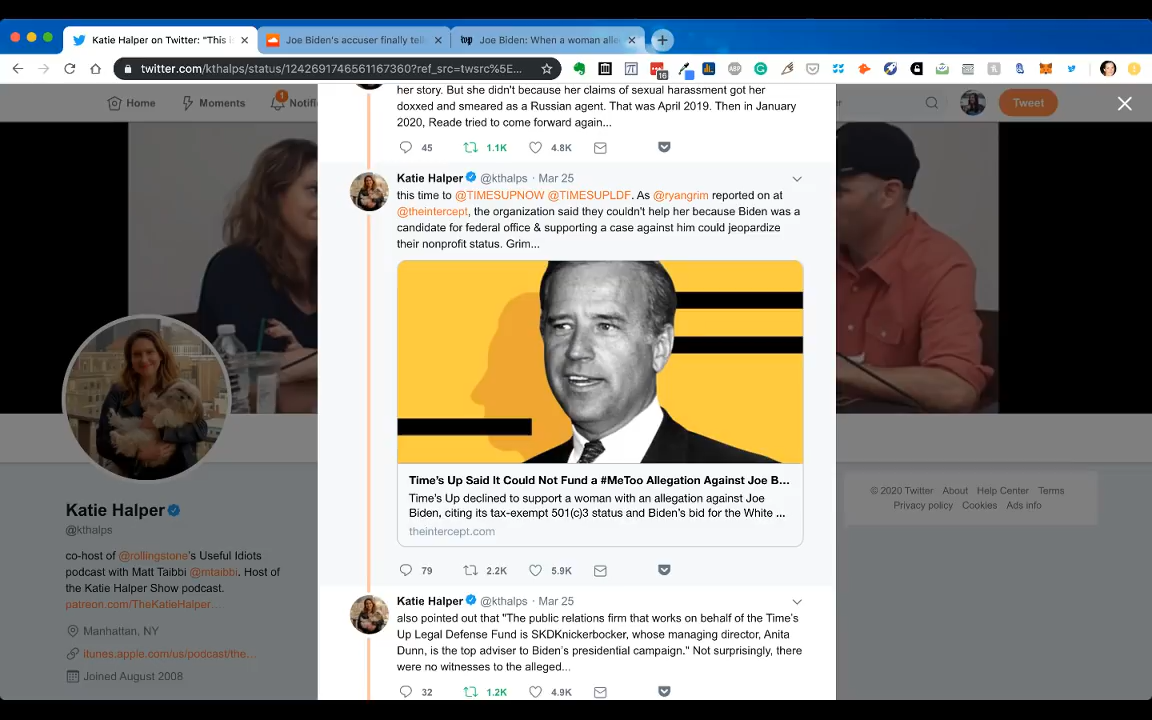 Katie Halper on Twitter: "This i
Joe Biden's accuser finally tell
Joe Biden: When a woman alle
twitter.com/kthalps/status/1242691746561167360?ref_src=twsrc%5E...
16
ABP
Home
Moments
1
Notifi
Tweet
her story. But she didn't because her claims of sexual harassment got her
doxxed and smeared as a Russian agent. That was April 2019. Then in January
2020, Reade tried to come forward again...
45 1.1K 4.8K
Katie Halper @kthalps · Mar 25
this time to @TIMESUPNOW @TIMESUPLDF. As @ryangrim reported on at
@theintercept, the organization said they couldn't help her because Biden was a
candidate for federal office & supporting a case against him could jeopardize
their nonprofit status. Grim...
Time's Up Said It Could Not Fund a #MeToo Allegation Against Joe B...
Time's Up declined to support a woman with an allegation against Joe
Biden, citing its tax-exempt 501(c)3 status and Biden's bid for the White ...
theintercept.com
79 2.2K 5.9K
Katie Halper @kthalps · Mar 25
also pointed out that "The public relations firm that works on behalf of the Time's
Up Legal Defense Fund is SKDKnickerbocker, whose managing director, Anita
Dunn, is the top adviser to Biden's presidential campaign." Not surprisingly, there
were no witnesses to the alleged...
32 1.2K 4.9K
Katie Halper
@kthalps
co-host of @rollingstone's Useful Idiots
podcast with Matt Taibbi @mtaibbi. Host of
the Katie Halper Show podcast.
patreon.com/TheKatieHalper...
Manhattan, NY
itunes.apple.com/us/podcast/the...
Joined August 2008
© 2020 Twitter About Help Center Terms
Privacy policy Cookies Ads info